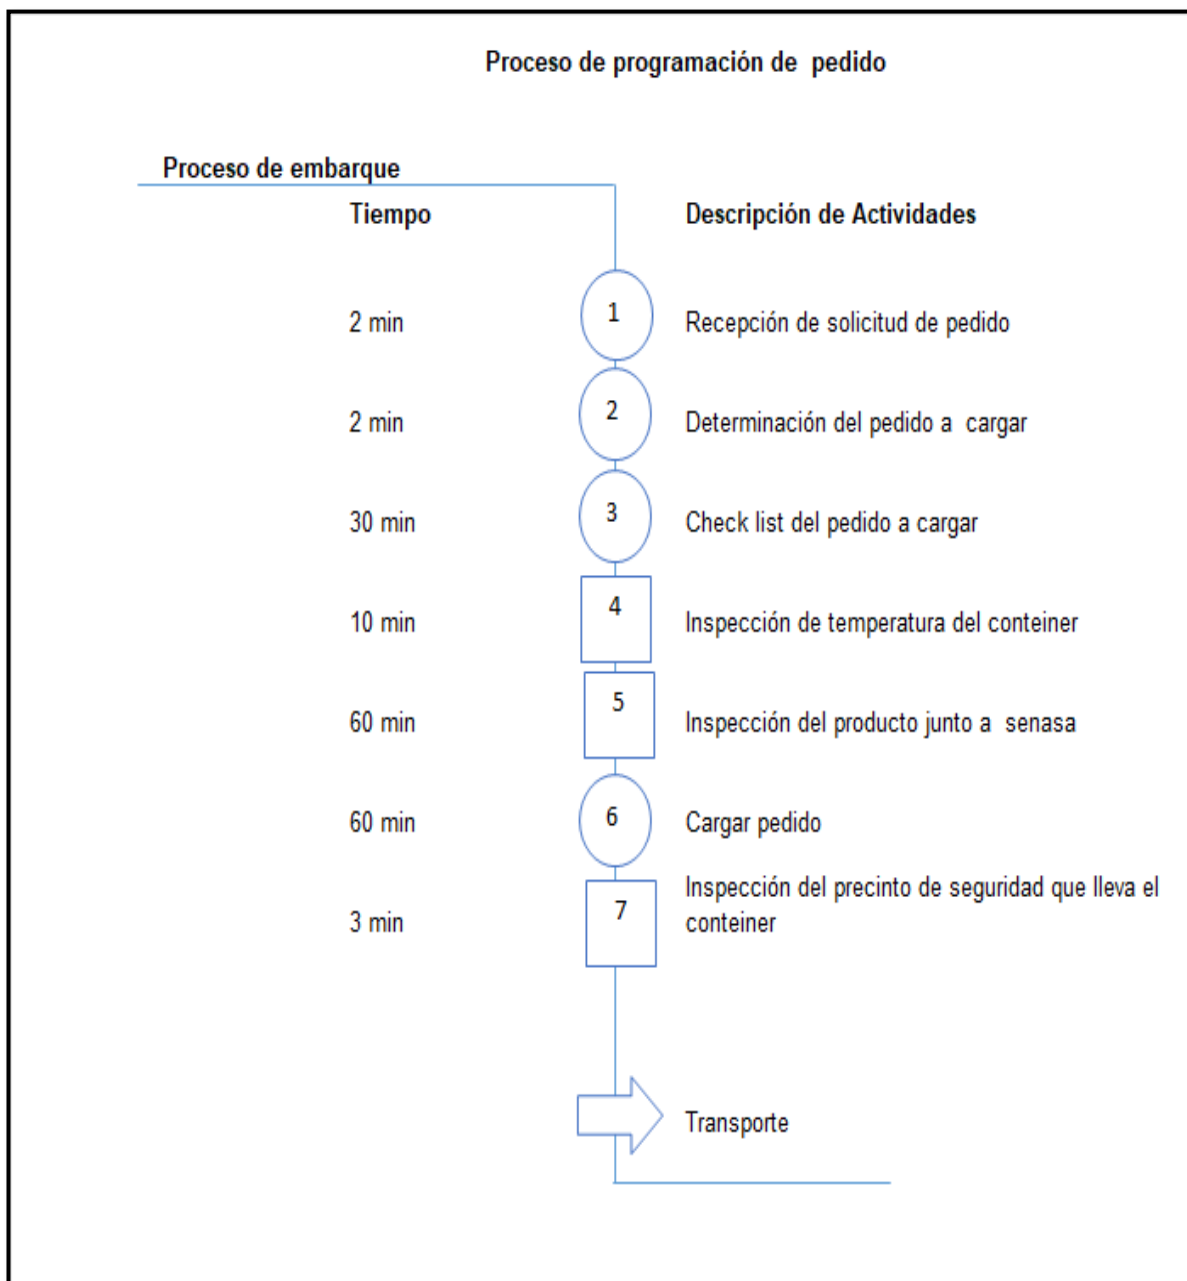 Proceso de programación de pedido
Proceso de embarque
Tiempo Descripción de Actividades
2 min 1 Recepción de solicitud de pedido
2 min 2 Determinación del pedido a cargar
30 min 3 Check list del pedido a cargar
10 min 4 Inspección de temperatura del conteiner
60 min 5 Inspección del producto junto a senasa
60 min 6 Cargar pedido
3 min 7 Inspección del precinto de seguridad que lleva el
conteiner
Transporte